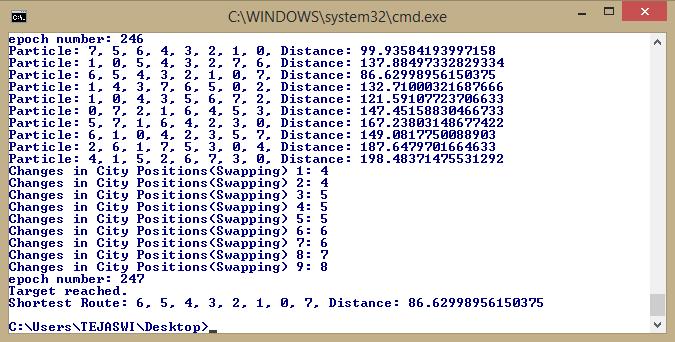 C:\WINDOWS\system32\cmd.exe
epoch number: 246
Particle: 7, 5, 6, 4, 3, 2, 1, 0, Distance: 99.93584193997158
Particle: 1, 0, 5, 4, 3, 2, 7, 6, Distance: 137.88497332829334
Particle: 6, 5, 4, 3, 2, 1, 0, 7, Distance: 86.62998956150375
Particle: 1, 4, 3, 7, 6, 5, 0, 2, Distance: 132.71000321687666
Particle: 1, 0, 4, 3, 5, 6, 7, 2, Distance: 121.59107723706633
Particle: 0, 7, 2, 1, 6, 4, 5, 3, Distance: 147.45158830466733
Particle: 5, 7, 1, 6, 4, 2, 3, 0, Distance: 167.23803148677422
Particle: 6, 1, 0, 4, 2, 3, 5, 7, Distance: 149.0817750088903
Particle: 2, 6, 1, 7, 5, 3, 0, 4, Distance: 187.6479701664633
Particle: 4, 1, 5, 2, 6, 7, 3, 0, Distance: 198.48371475531292
Changes in City Positions(Swapping) 1: 4
Changes in City Positions(Swapping) 2: 4
Changes in City Positions(Swapping) 3: 5
Changes in City Positions(Swapping) 4: 5
Changes in City Positions(Swapping) 5: 5
Changes in City Positions(Swapping) 6: 6
Changes in City Positions(Swapping) 7: 6
Changes in City Positions(Swapping) 8: 7
Changes in City Positions(Swapping) 9: 8
epoch number: 247
Target reached.
Shortest Route: 6, 5, 4, 3, 2, 1, 0, 7, Distance: 86.62998956150375
C:\Users\TEJASWI\Desktop>_